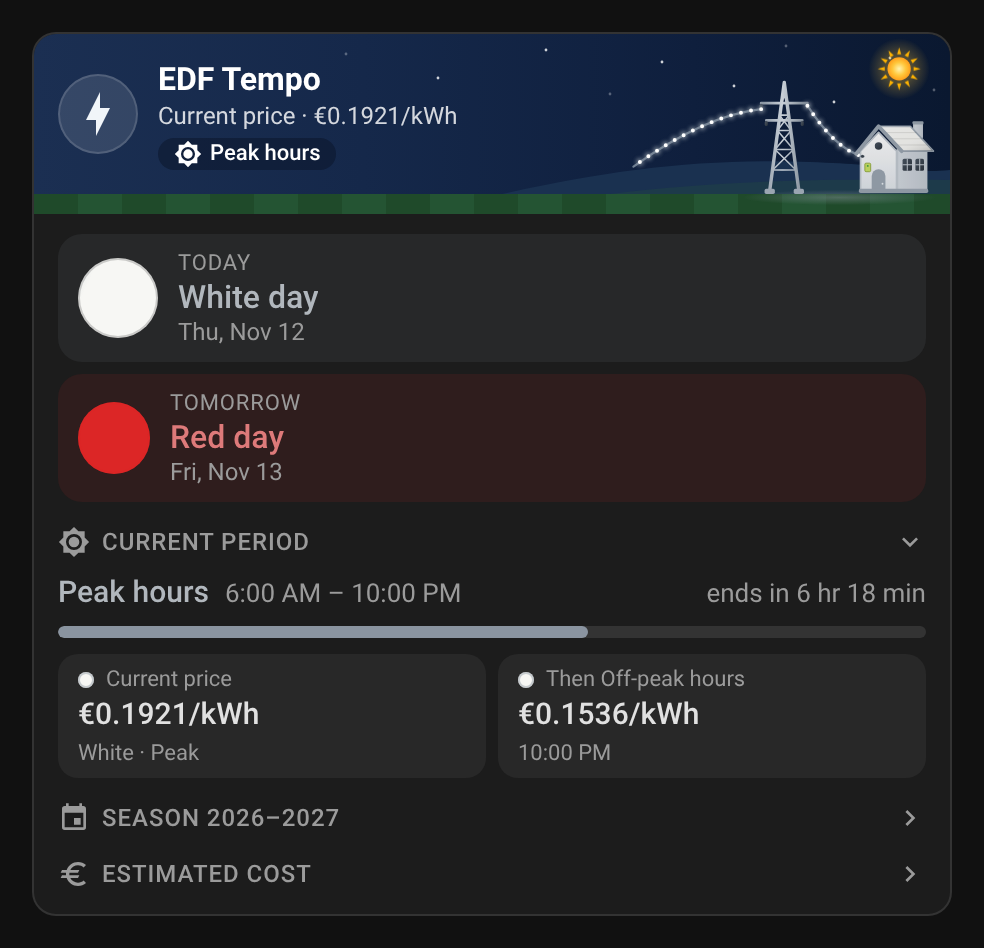 EDF Tempo
Current price · €0.1921/kWh
Peak hours
TODAY
White day
Thu, Nov 12
TOMORROW
Red day
Fri, Nov 13
CURRENT PERIOD
Peak hours 6:00 AM – 10:00 PM ends in 6 hr 18 min
Current price
€0.1921/kWh
White · Peak
Then Off-peak hours
€0.1536/kWh
10:00 PM
SEASON 2026–2027
ESTIMATED COST